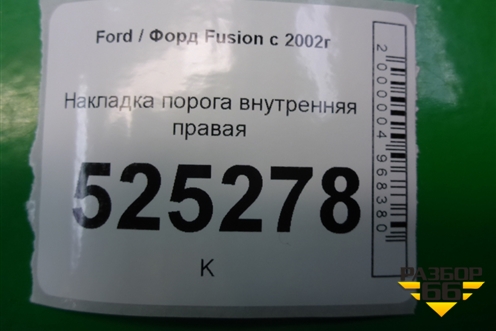 Ford / Форд Fusion с 2002г
Накладка порога внутренняя
правая
525278
K
2000004968380
РАЗБОР
66